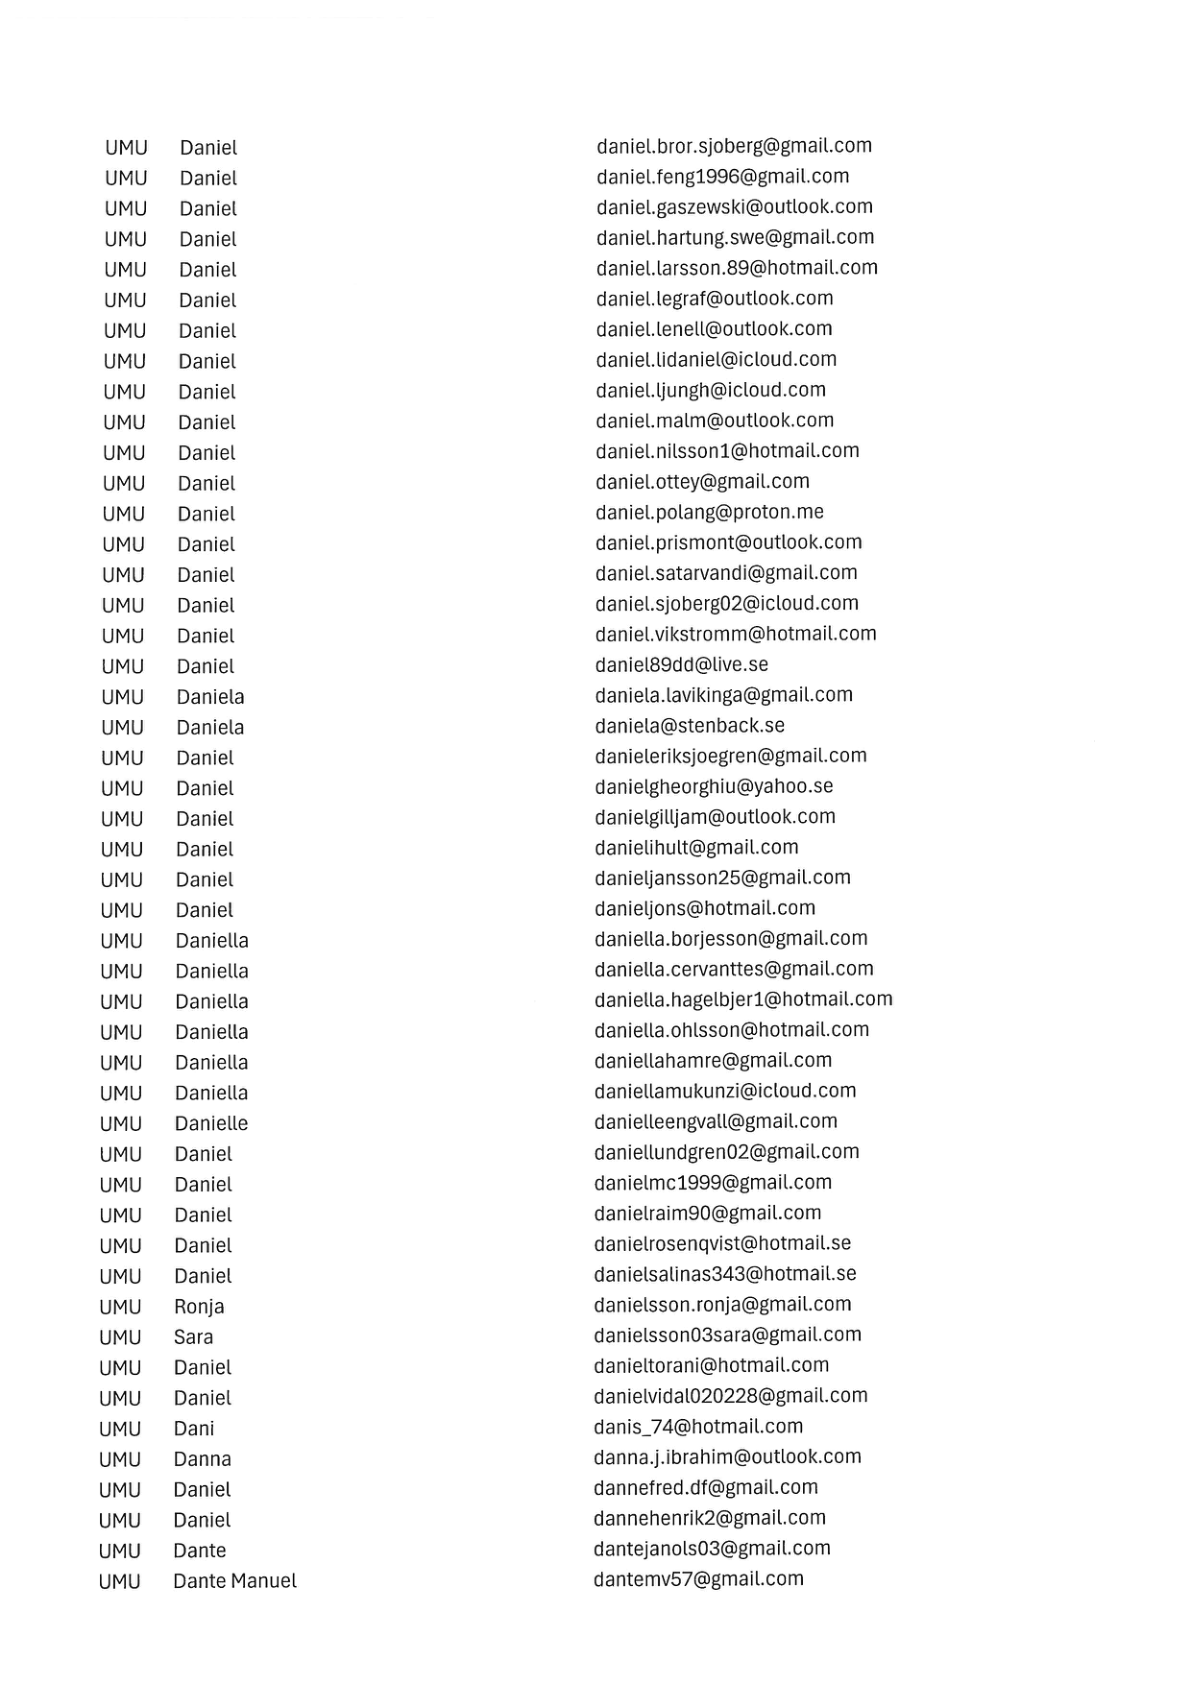 UMU Daniel daniel.bror.sjoberg@gmail.com
UMU Daniel daniel.feng1996@gmail.com
UMU Daniel daniel.gaszewski@outlook.com
UMU Daniel daniel.hartung.swe@gmail.com
UMU Daniel daniel.larsson.89@hotmail.com
UMU Daniel daniel.legraf@outlook.com
UMU Daniel daniel.lenell@outlook.com
UMU Daniel daniel.lidaniel@icloud.com
UMU Daniel daniel.ljungh@icloud.com
UMU Daniel daniel.malm@outlook.com
UMU Daniel daniel.nilsson1@hotmail.com
UMU Daniel daniel.ottey@gmail.com
UMU Daniel daniel.polang@proton.me
UMU Daniel daniel.prismont@outlook.com
UMU Daniel daniel.satarvandi@gmail.com
UMU Daniel daniel.sjoberg02@icloud.com
UMU Daniel daniel.vikstromm@hotmail.com
UMU Daniel daniel89dd@live.se
UMU Daniela daniela.lavikinga@gmail.com
UMU Daniela daniela@stenback.se
UMU Daniel danieleriksjoegren@gmail.com
UMU Daniel danielgheorghiu@yahoo.se
UMU Daniel danielgilljam@outlook.com
UMU Daniel danielihult@gmail.com
UMU Daniel danieljansson25@gmail.com
UMU Daniel danieljons@hotmail.com
UMU Daniella daniella.borjesson@gmail.com
UMU Daniella daniella.cervanttes@gmail.com
UMU Daniella daniella.hagelbjer1@hotmail.com
UMU Daniella daniella.ohlsson@hotmail.com
UMU Daniella daniellahamre@gmail.com
UMU Daniella daniellamukunzi@icloud.com
UMU Danielle danielleengvall@gmail.com
UMU Daniel daniellundgren02@gmail.com
UMU Daniel danielmc1999@gmail.com
UMU Daniel danielraim90@gmail.com
UMU Daniel danielrosenqvist@hotmail.se
UMU Daniel danielsalinas343@hotmail.se
UMU Ronja danielsson.ronja@gmail.com
UMU Sara danielsson03sara@gmail.com
UMU Daniel danieltorani@hotmail.com
UMU Daniel danielvidal020228@gmail.com
UMU Dani danis_74@hotmail.com
UMU Danna danna.j.ibrahim@outlook.com
UMU Daniel dannefred.df@gmail.com
UMU Daniel dannehenrik2@gmail.com
UMU Dante dantejanols03@gmail.com
UMU Dante Manuel dantemv57@gmail.com